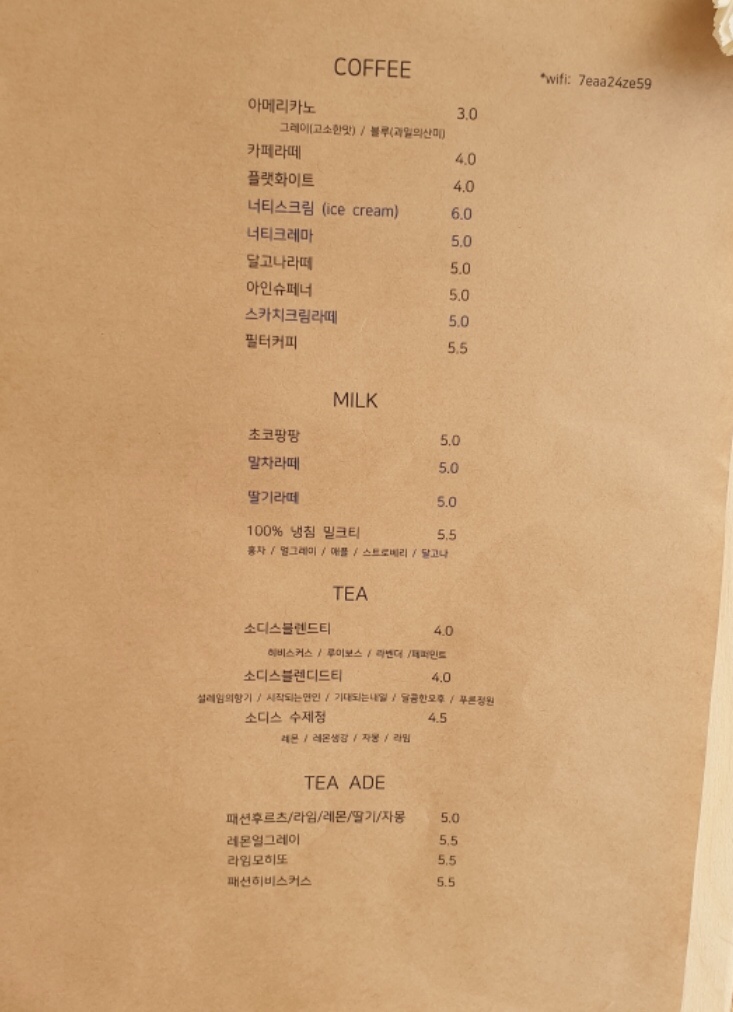 COFFEE
*wifi: 7eaa24ze59
아메리카노 3.0
그레이(고소한맛) / 블루(과일의산미)
카페라떼 4.0
플랫화이트 4.0
너티스크림 (ice cream) 6.0
너티크레마 5.0
달고나라떼 5.0
아인슈페너 5.0
스카치크림라떼 5.0
필터커피 5.5
MILK
초코팡팡 5.0
말차라떼 5.0
딸기라떼 5.0
100% 냉침 밀크티 5.5
홍차 / 얼그레이 / 애플 / 스트로베리 / 달고나
TEA
소디스블렌드티 4.0
히비스커스 / 루이보스 / 라벤더 /페퍼민트
소디스블렌디드티 4.0
설레임의향기 / 시작되는연인 / 기대되는내일 / 달콤한오후 / 푸른정원
소디스 수제청 4.5
레몬 / 레몬생강 / 자몽 / 라임
TEA ADE
패션후르츠/라임/레몬/딸기/자몽 5.0
레몬얼그레이 5.5
라임모히또 5.5
패션히비스커스 5.5